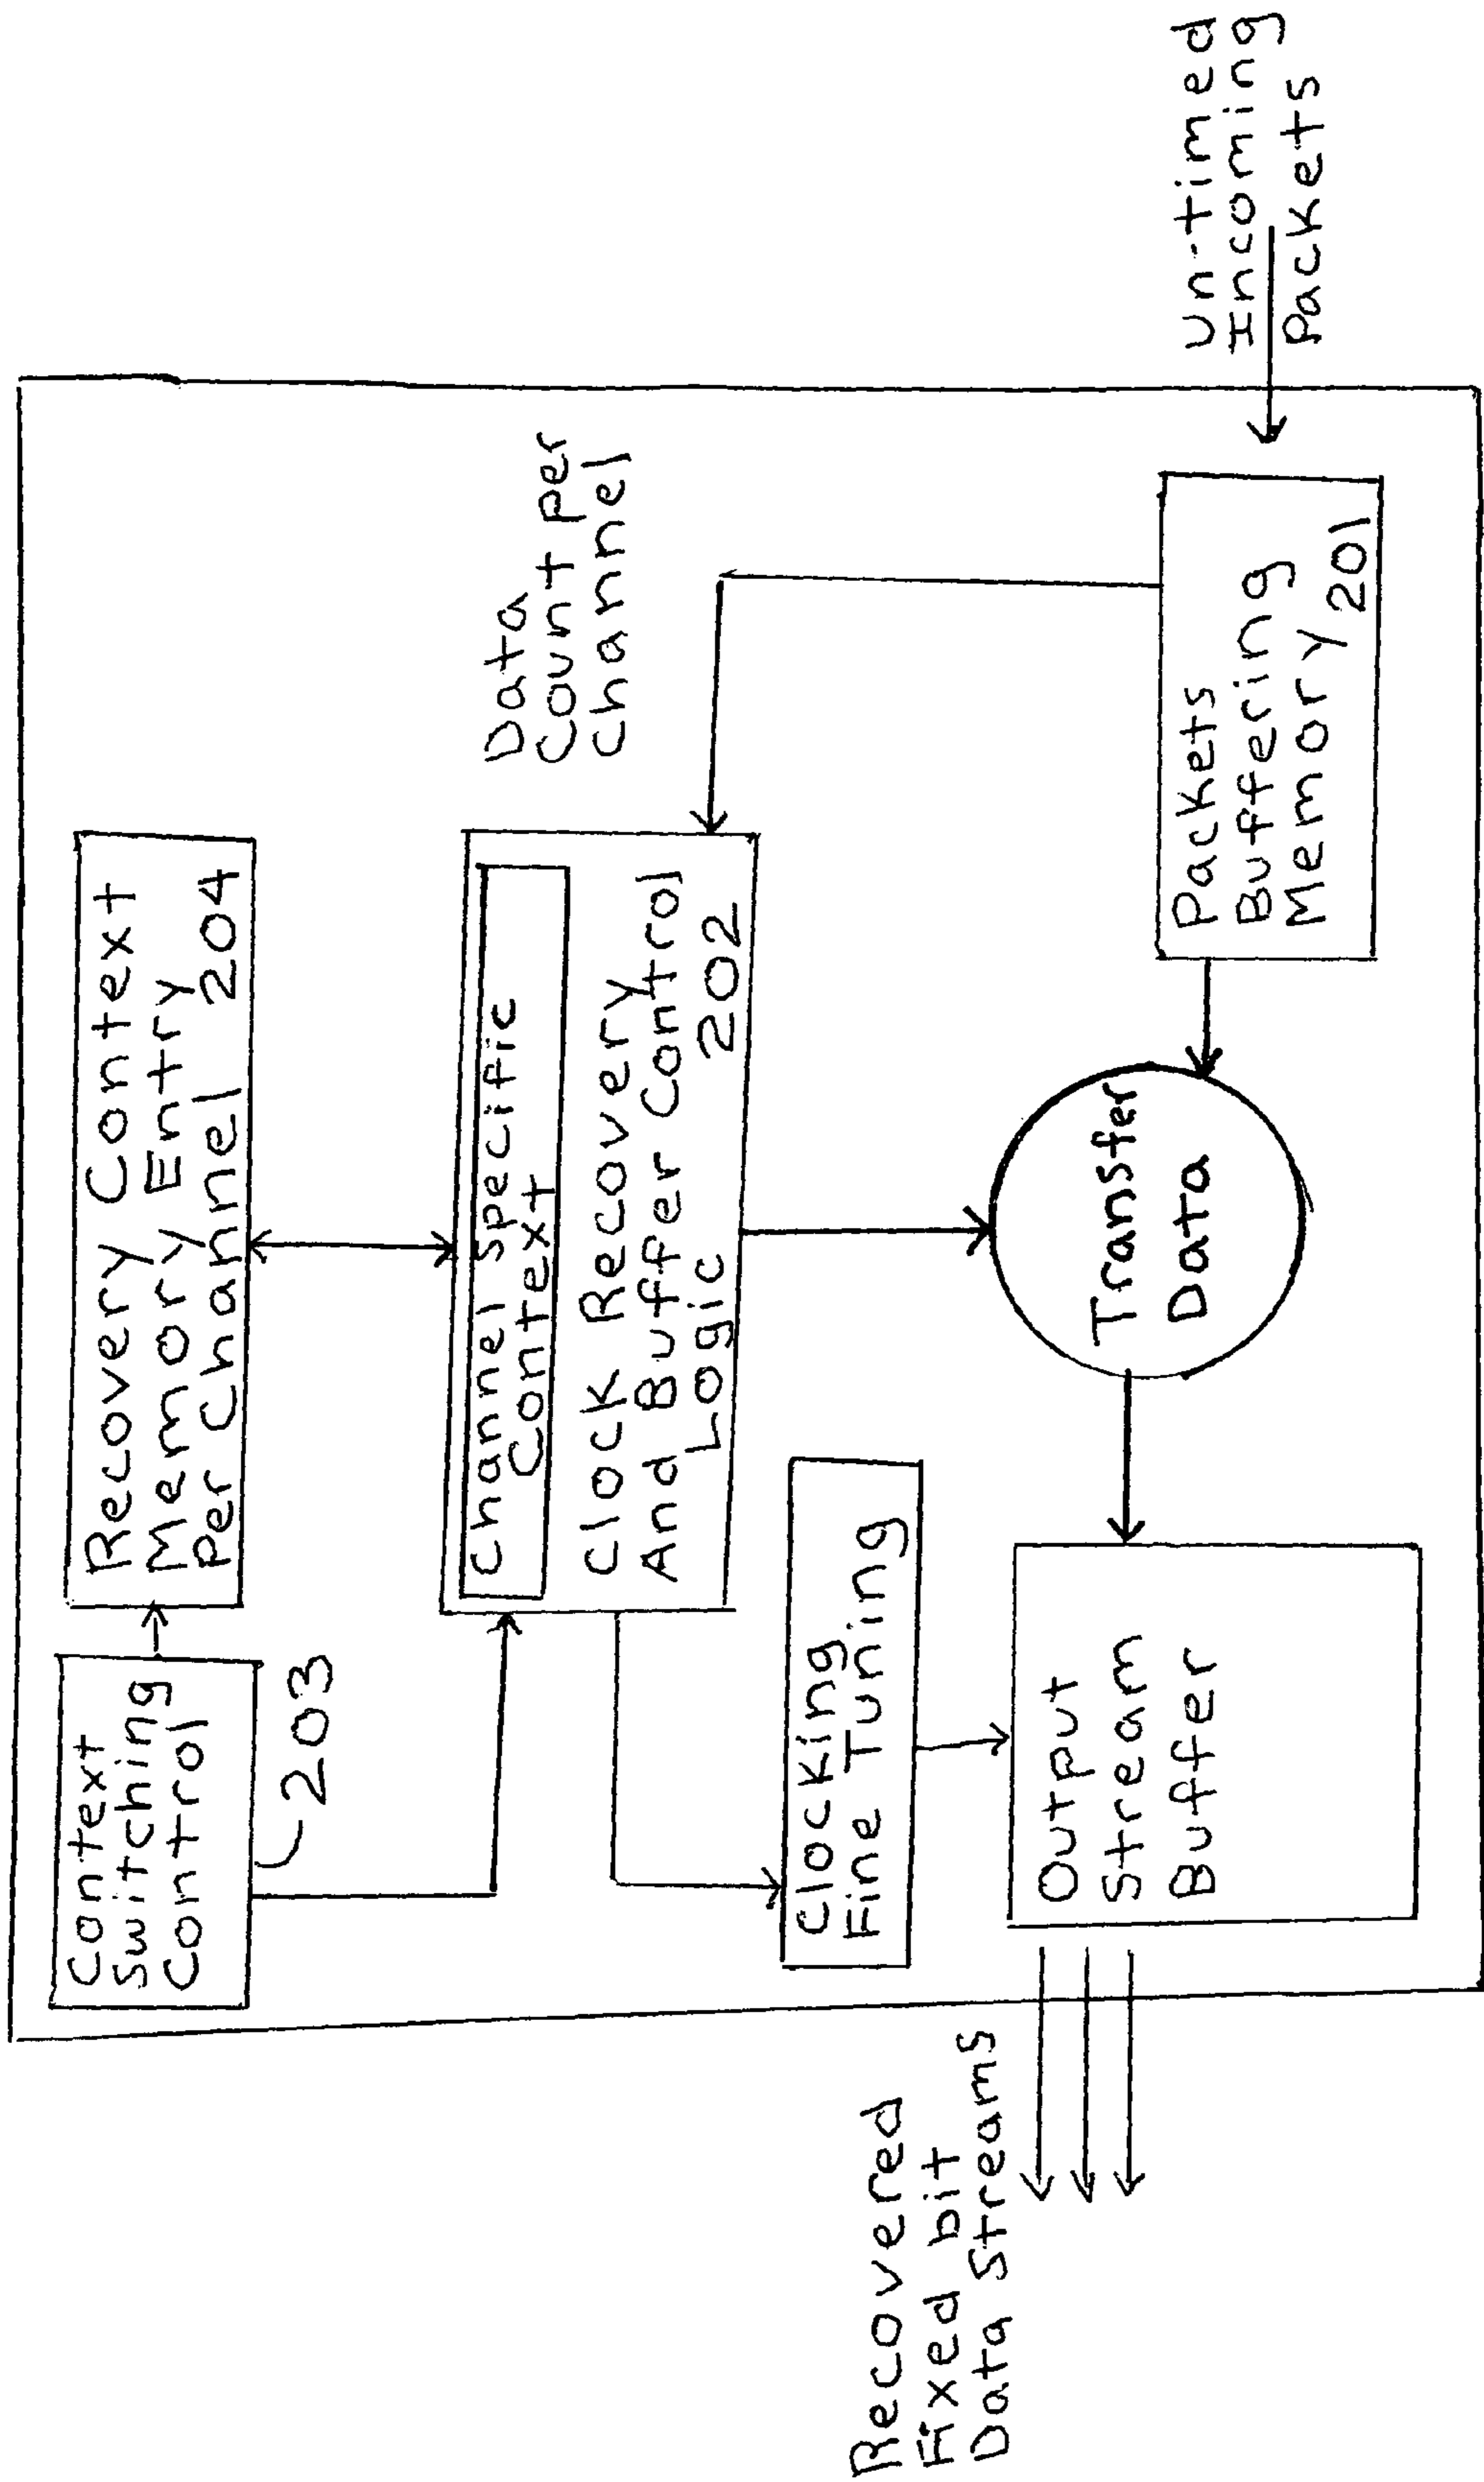 Context
Switching
Control
203
Recovery Context
Memory Entry
Per Channel 204
Channel Specific
Context
Clock Recovery
And Buffer Control
Logic 202
Data
Count per
Channel
Clocking
Fine Tuning
Recovered
Fixed bit
Data Streams
Output
Stream
Buffer
Transfer
Data
Packets
Buffering
Memory 201
Un-timed
Incoming
Packets